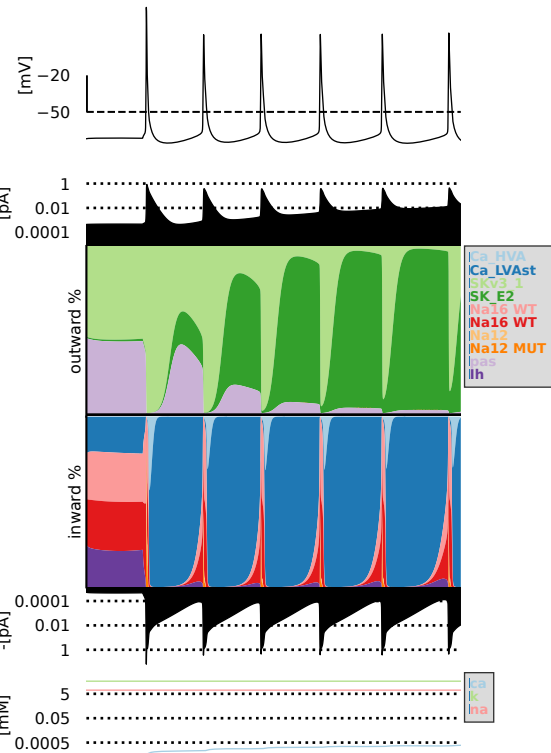 [mV]
−20
−50
[pA]
1
0.01
0.0001
outward %
Ca_HVA
Ca_LVAst
SKv3_1
SK_E2
Na16 WT
Na16 WT
Na12
Na12 MUT
pas
Ih
inward %
-[pA]
0.0001
0.01
1
[mM]
5
0.05
0.0005
ca
k
na